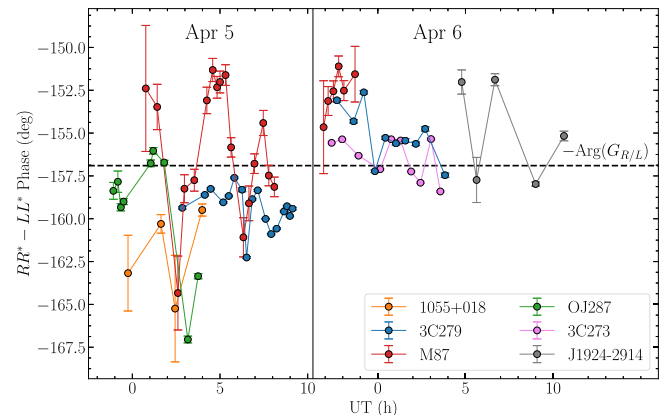 Apr 5
Apr 6
−150.0
−152.5
−155.0
−157.5
−160.0
−162.5
−165.0
−167.5
RR* − LL* Phase (deg)
−Arg(G_{R/L})
1055+018
3C279
M87
OJ287
3C273
J1924-2914
0
5
10
0
5
10
UT (h)